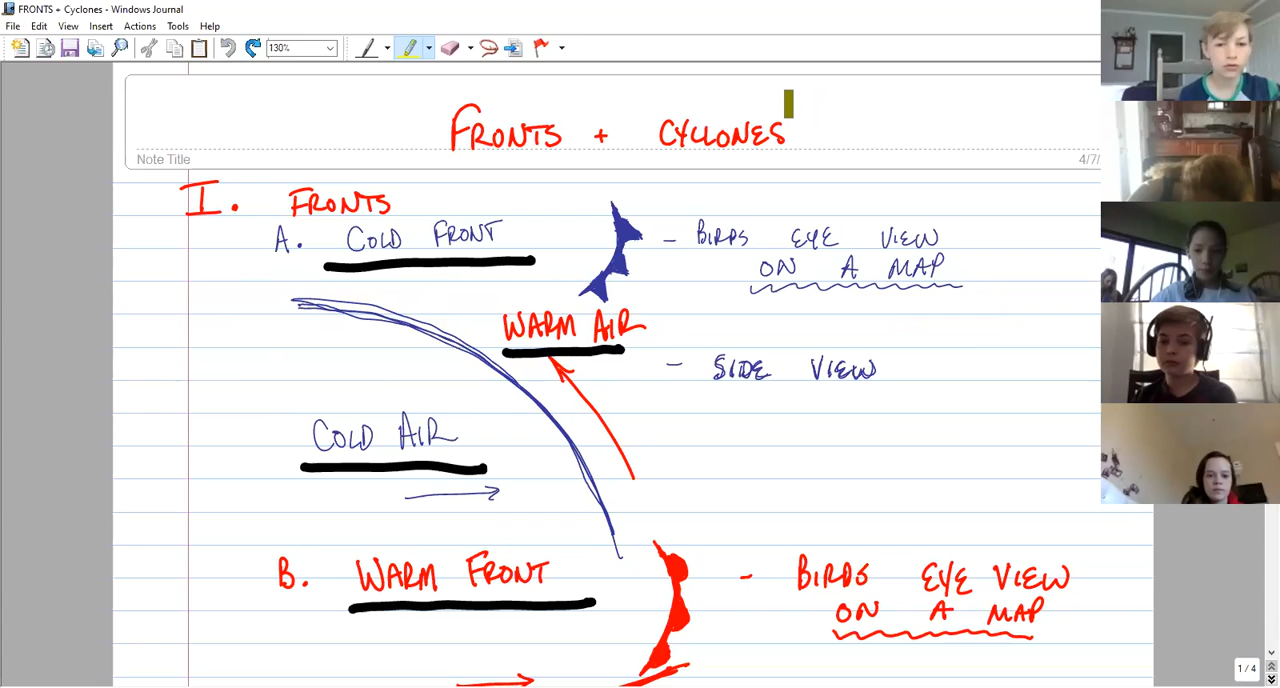 FRONTS + Cyclones - Windows Journal
File Edit View Insert Actions Tools Help
130%
FRONTS + CYCLONES
Note Title
4/7/
I. FRONTS
A. COLD FRONT
- BIRDS EYE VIEW
ON A MAP
WARM AIR
- SIDE VIEW
COLD AIR
B. WARM FRONT
- BIRDS EYE VIEW
ON A MAP
1 / 4